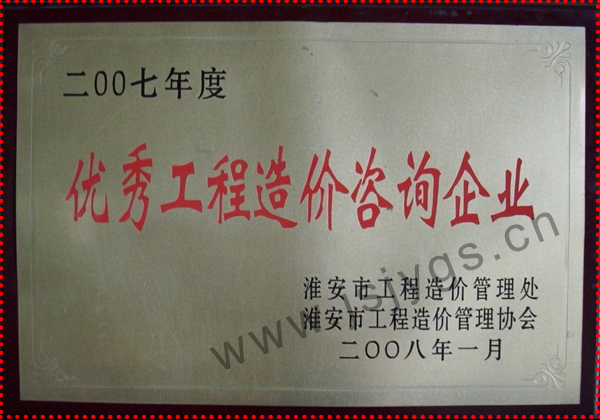 二00七年度
优秀工程造价咨询企业
淮安市工程造价管理处
淮安市工程造价管理协会
二00八年一月